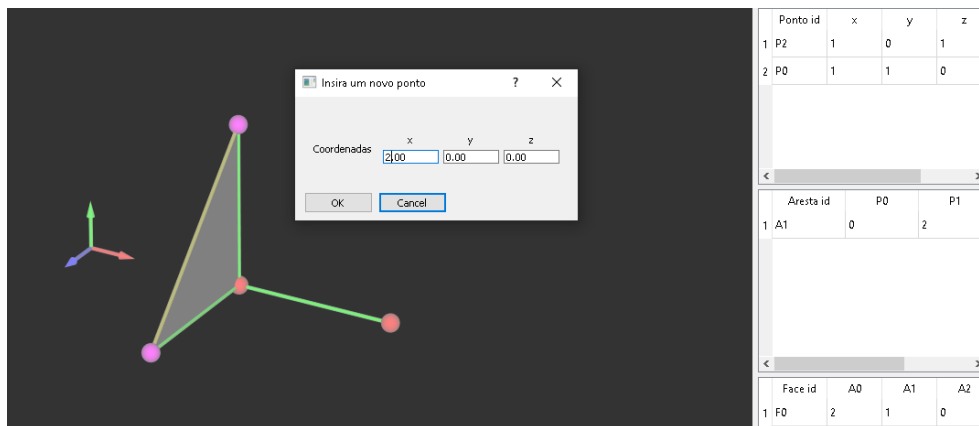 Insira um novo ponto ?
x y z
Coordenadas 2.00 0.00 0.00
OK Cancel
Ponto id x y z
1 P2 1 0 1
2 P0 1 1 0
Aresta id P0 P1
1 A1 0 2
Face id A0 A1 A2
1 F0 2 1 0